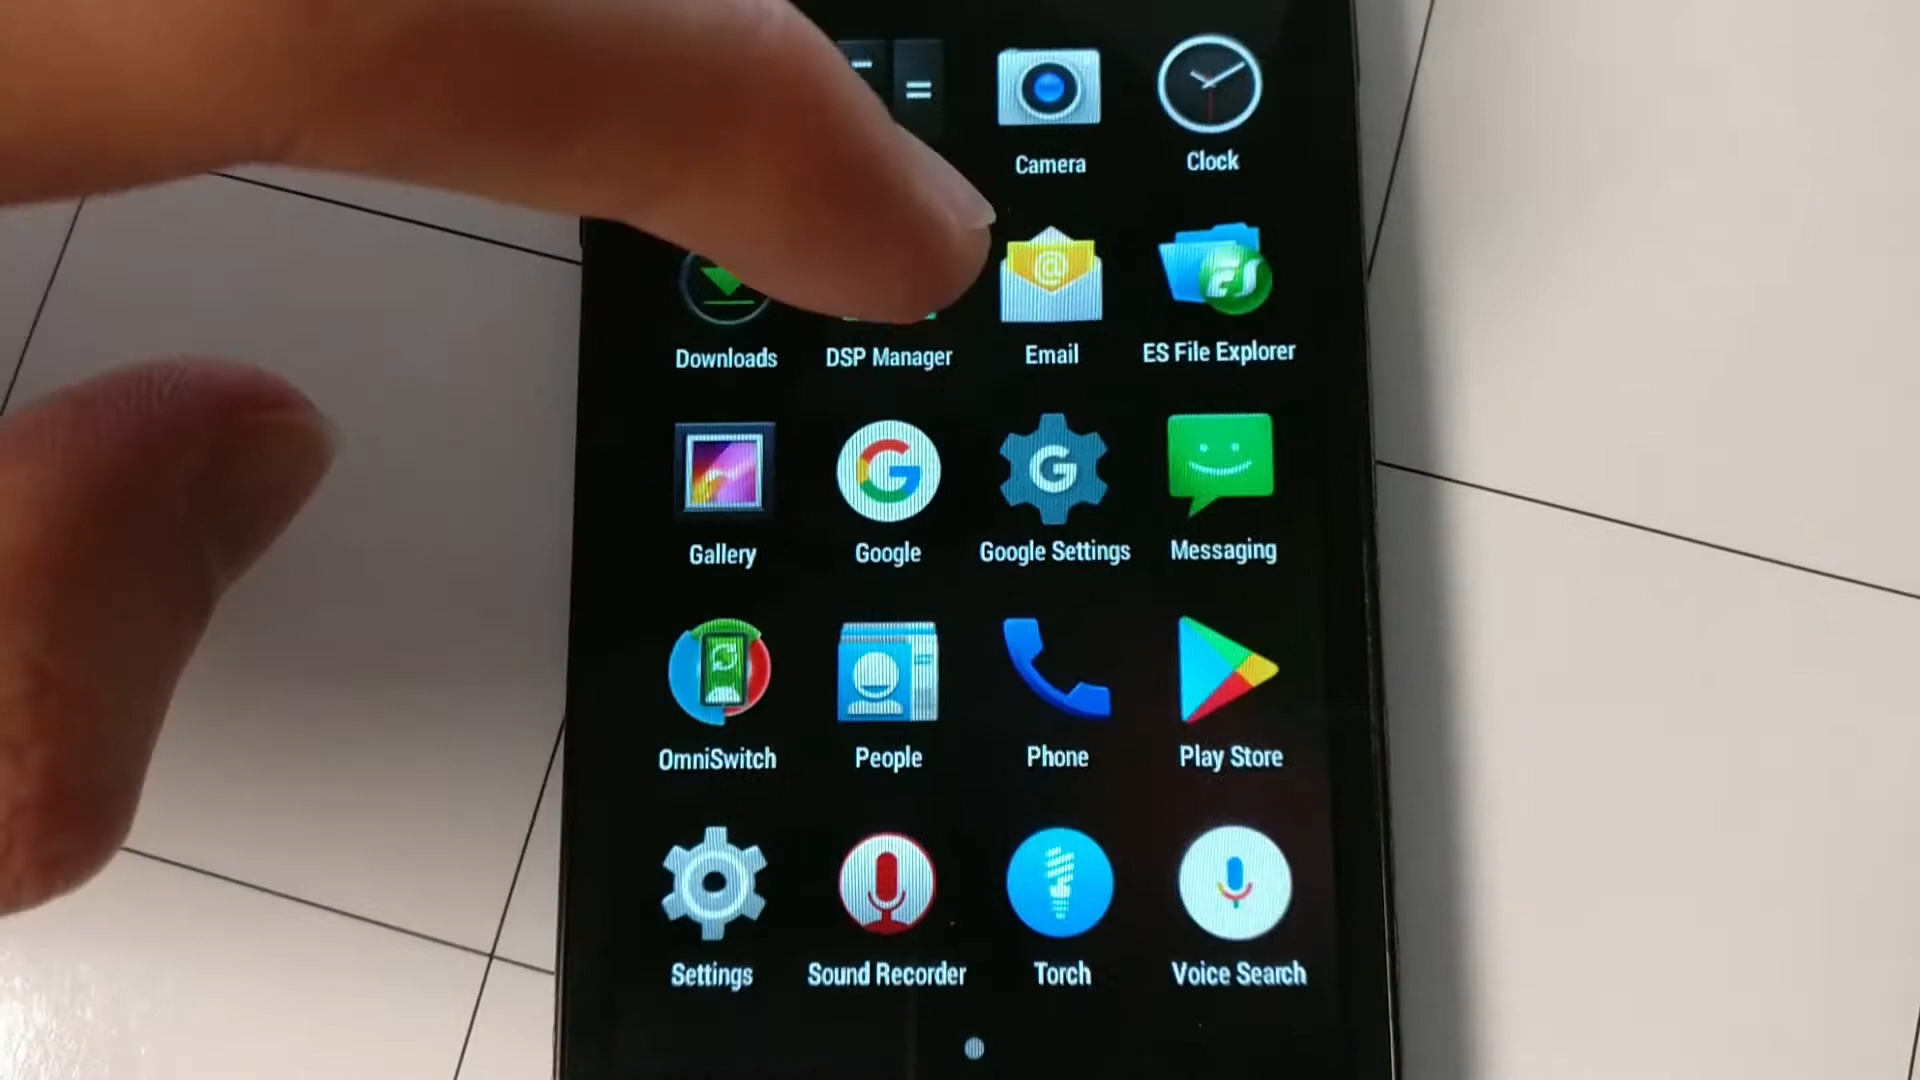 Camera
Clock
Downloads
DSP Manager
Email
ES File Explorer
Gallery
Google
Google Settings
Messaging
OmniSwitch
People
Phone
Play Store
Settings
Sound Recorder
Torch
Voice Search